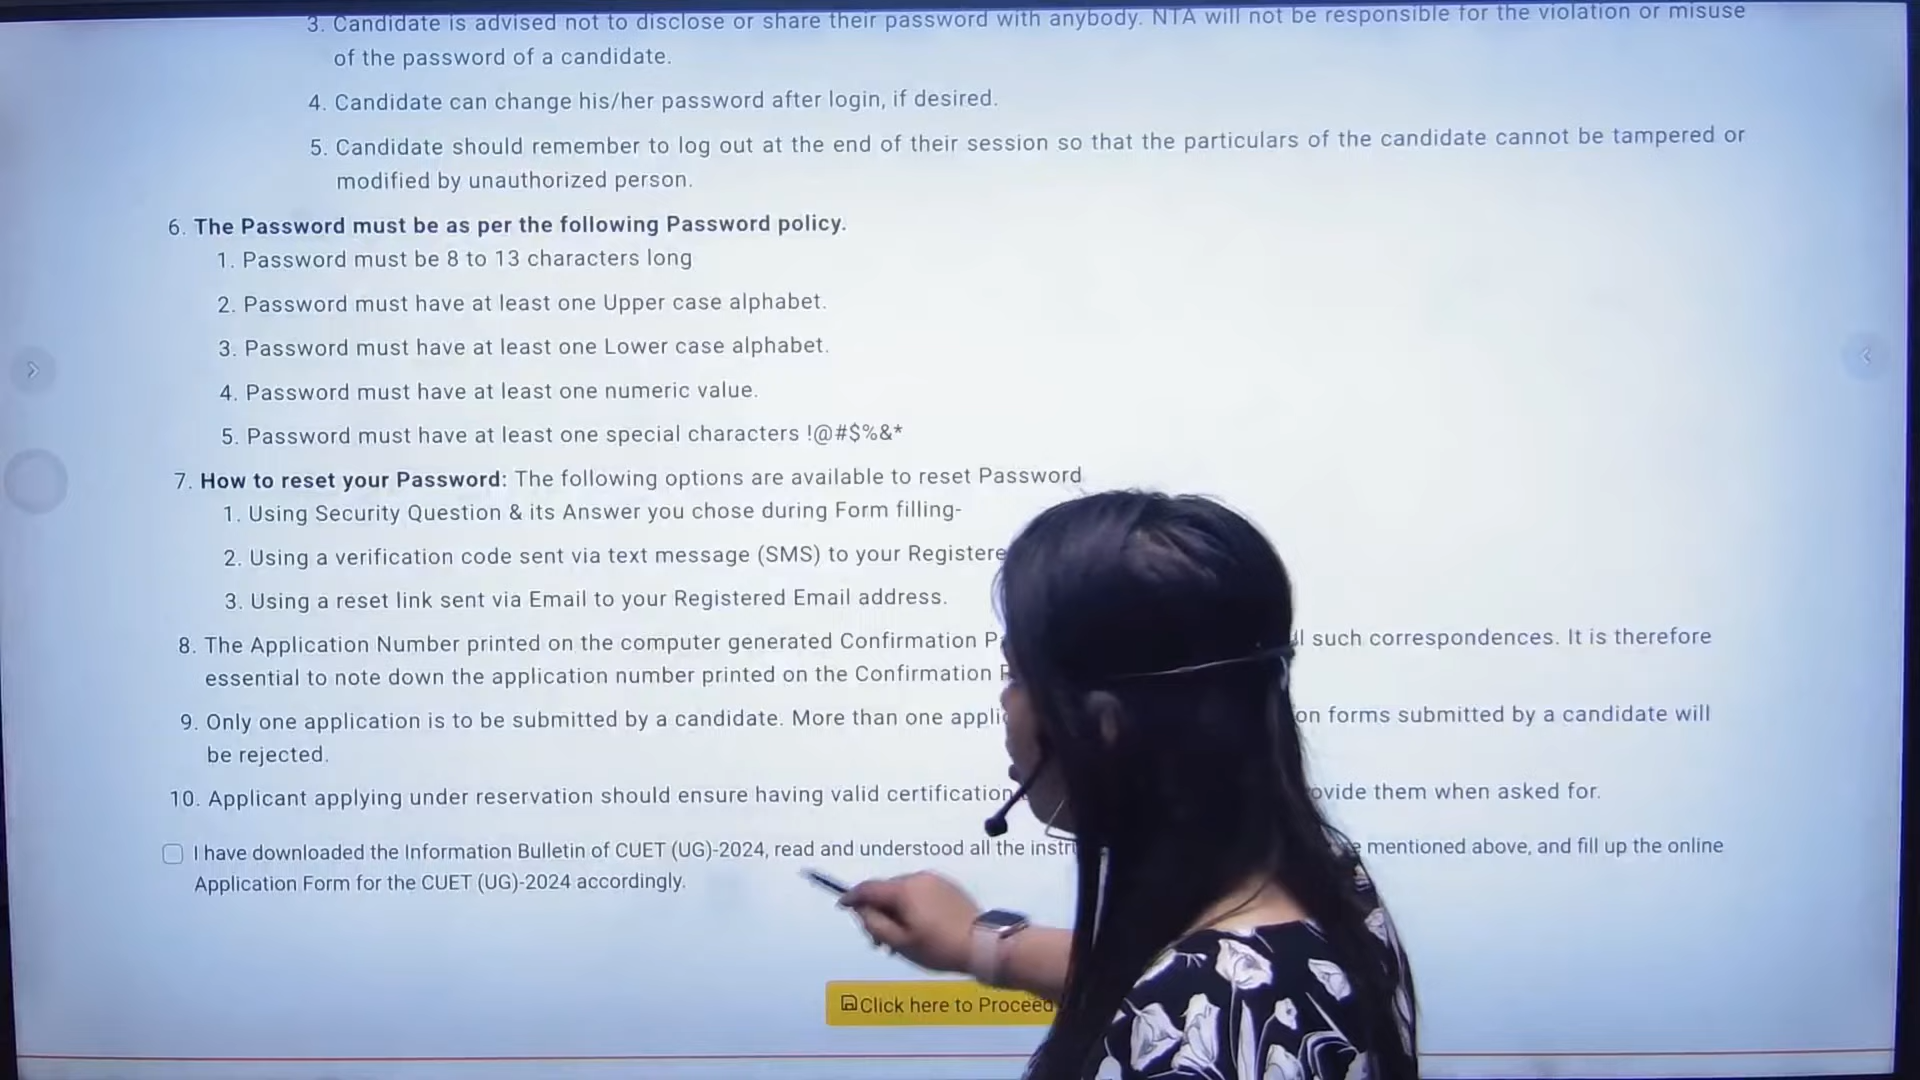 3. Candidate is advised not to disclose or share their password with anybody. NTA will not be responsible for the violation or misuse
of the password of a candidate.
4. Candidate can change his/her password after login, if desired.
5. Candidate should remember to log out at the end of their session so that the particulars of the candidate cannot be tampered or
modified by unauthorized person.
6. The Password must be as per the following Password policy.
1. Password must be 8 to 13 characters long
2. Password must have at least one Upper case alphabet.
3. Password must have at least one Lower case alphabet.
4. Password must have at least one numeric value.
5. Password must have at least one special characters !@#$%&*
7. How to reset your Password: The following options are available to reset Password
1. Using Security Question & its Answer you chose during Form filling-
2. Using a verification code sent via text message (SMS) to your
3. Using a reset link sent via Email to your Registered Email address.
8. The Application Number printed on the computer generated Confirmation such correspondences. It is therefore
essential to note down the application number printed on the Confirmation
9. Only one application is to be submitted by a candidate. More than one forms submitted by a candidate will
be rejected.
10. Applicant applying under reservation should ensure having valid certification them when asked for.
I have downloaded the Information Bulletin of CUET (UG)-2024, read and understood all the mentioned above, and fill up the online
Application Form for the CUET (UG)-2024 accordingly.
Click here to Proceed